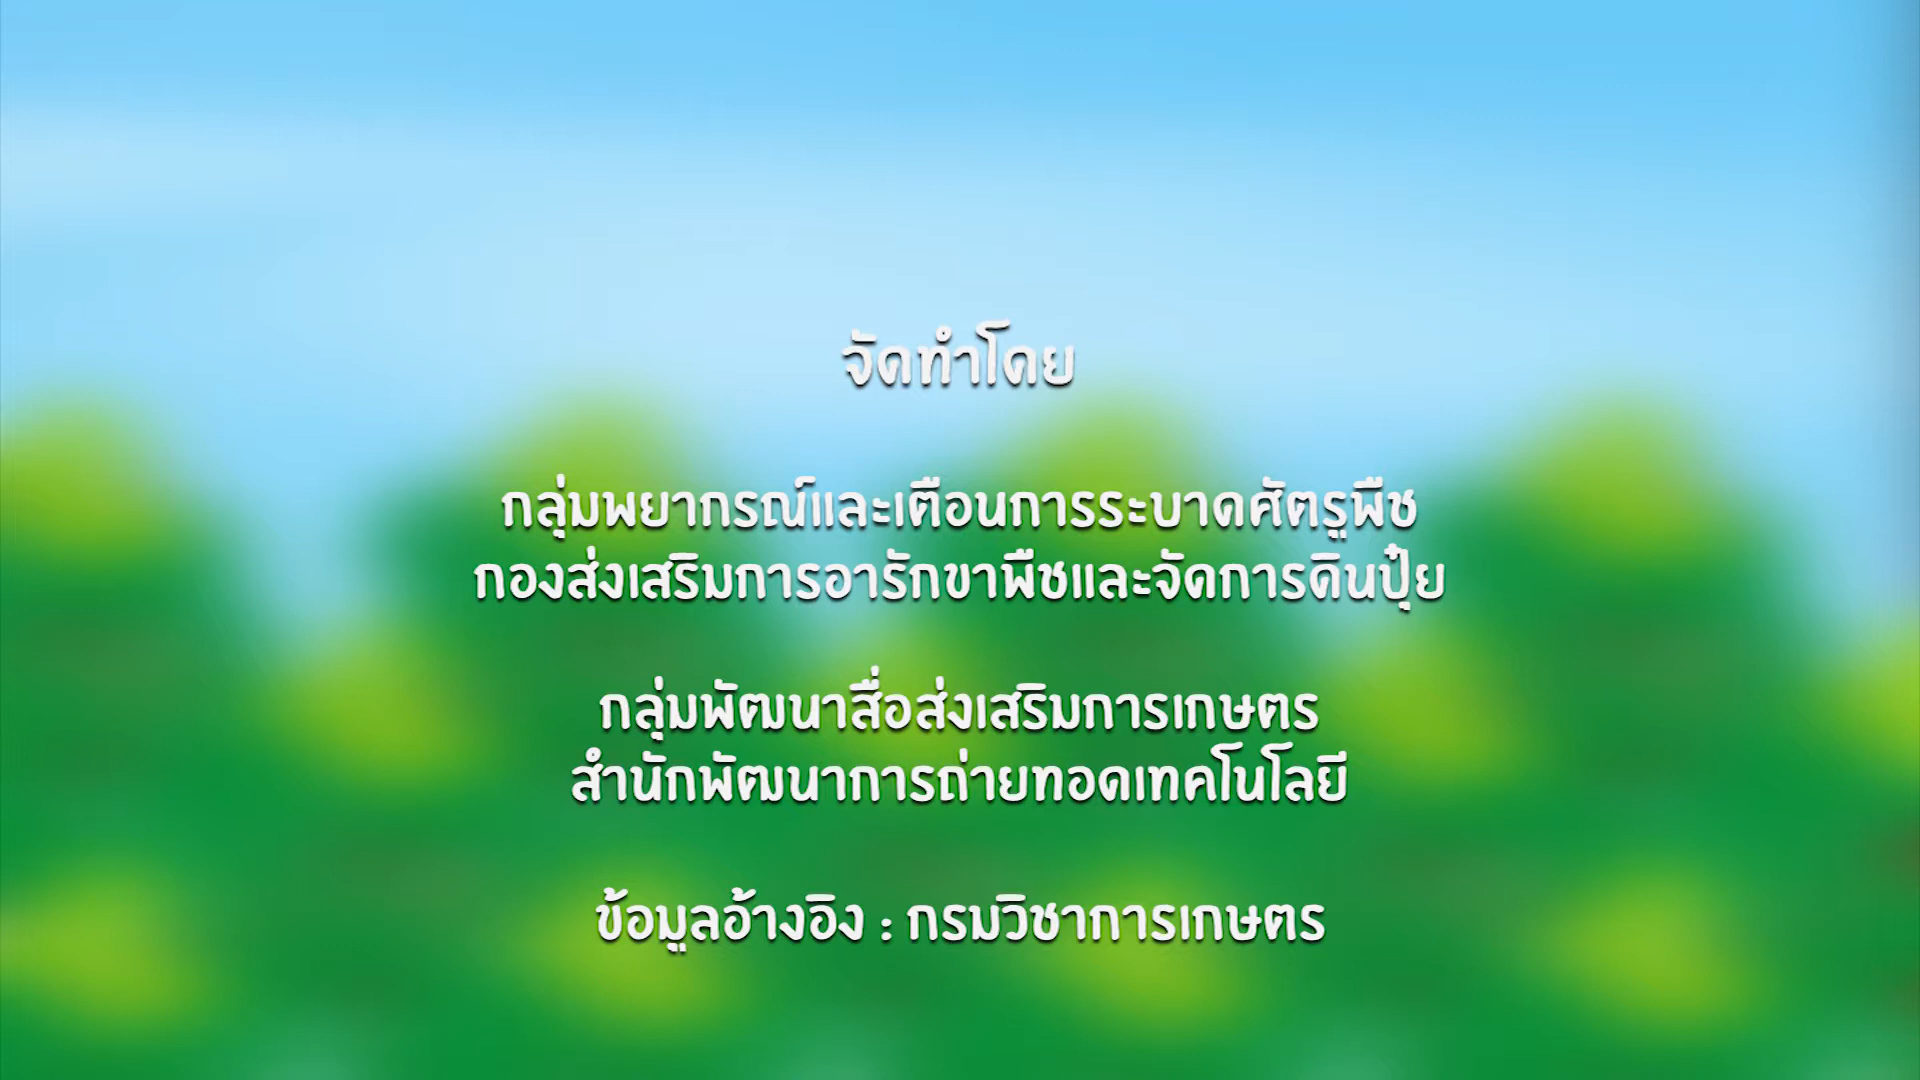 จัดทำโดย
กลุ่มพยากรณ์และเตือนการระบาดศัตรูพืช
กองส่งเสริมการอารักขาพืชและจัดการดินปุ๋ย
กลุ่มพัฒนาสื่อส่งเสริมการเกษตร
สำนักพัฒนาการถ่ายทอดเทคโนโลยี
ข้อมูลอ้างอิง : กรมวิชาการเกษตร